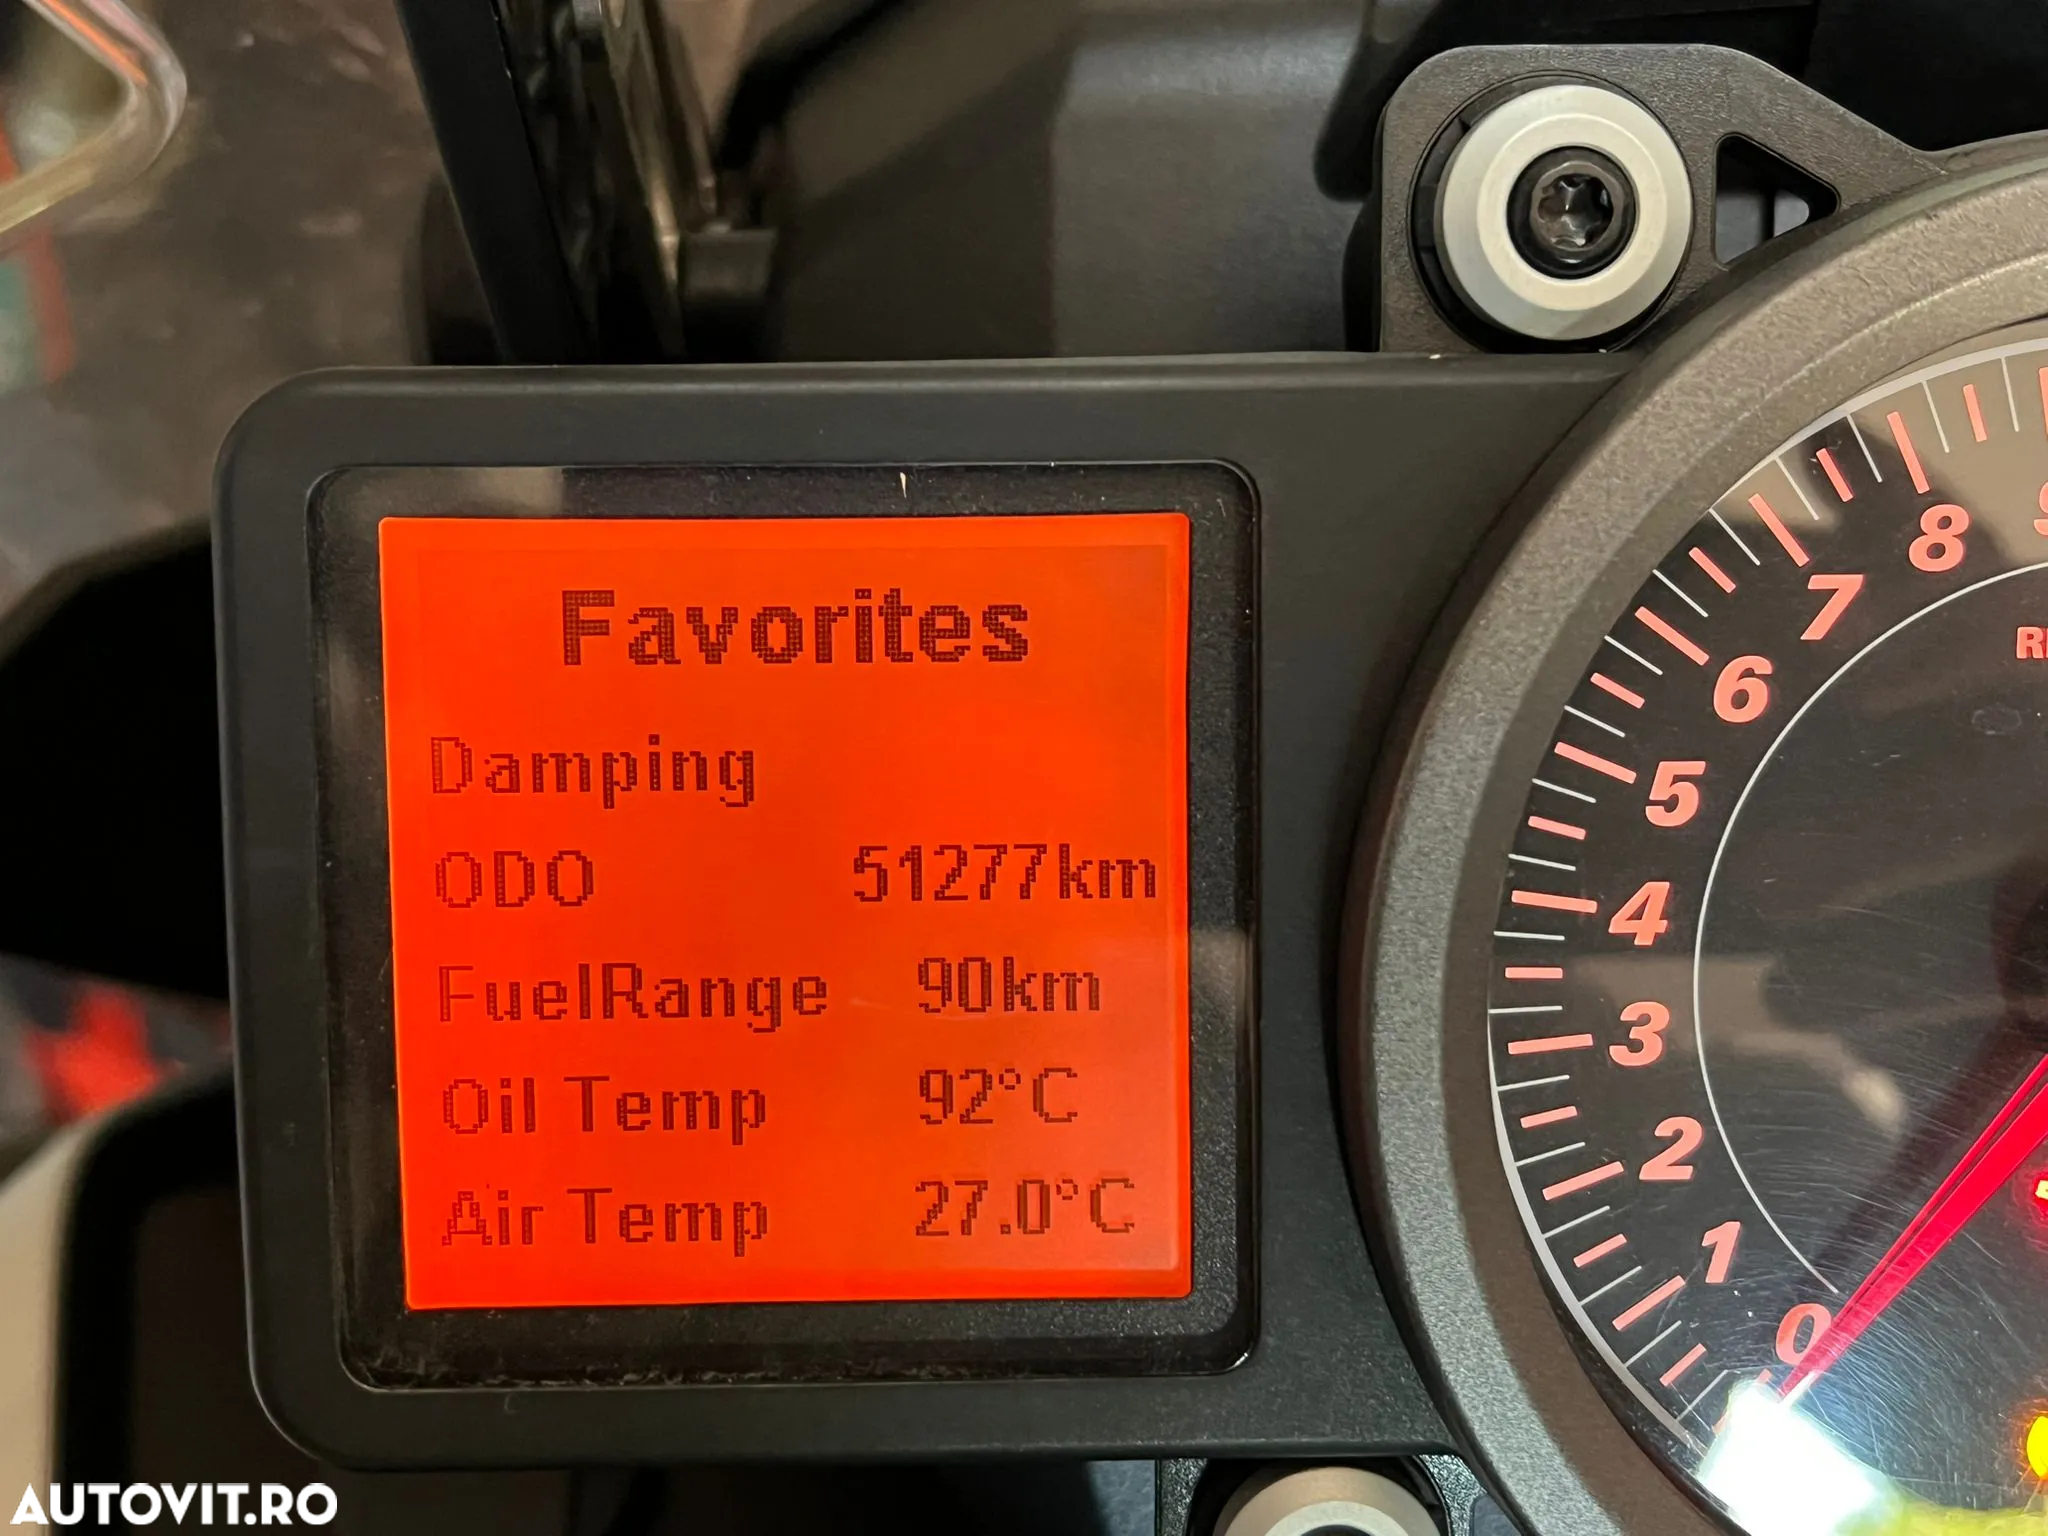 Favorites
Damping
ODO 51277km
FuelRange 90km
Oil Temp 92°C
Air Temp 27.0°C
8
7
6
5
4
3
2
1
0
AUTOVIT.RO